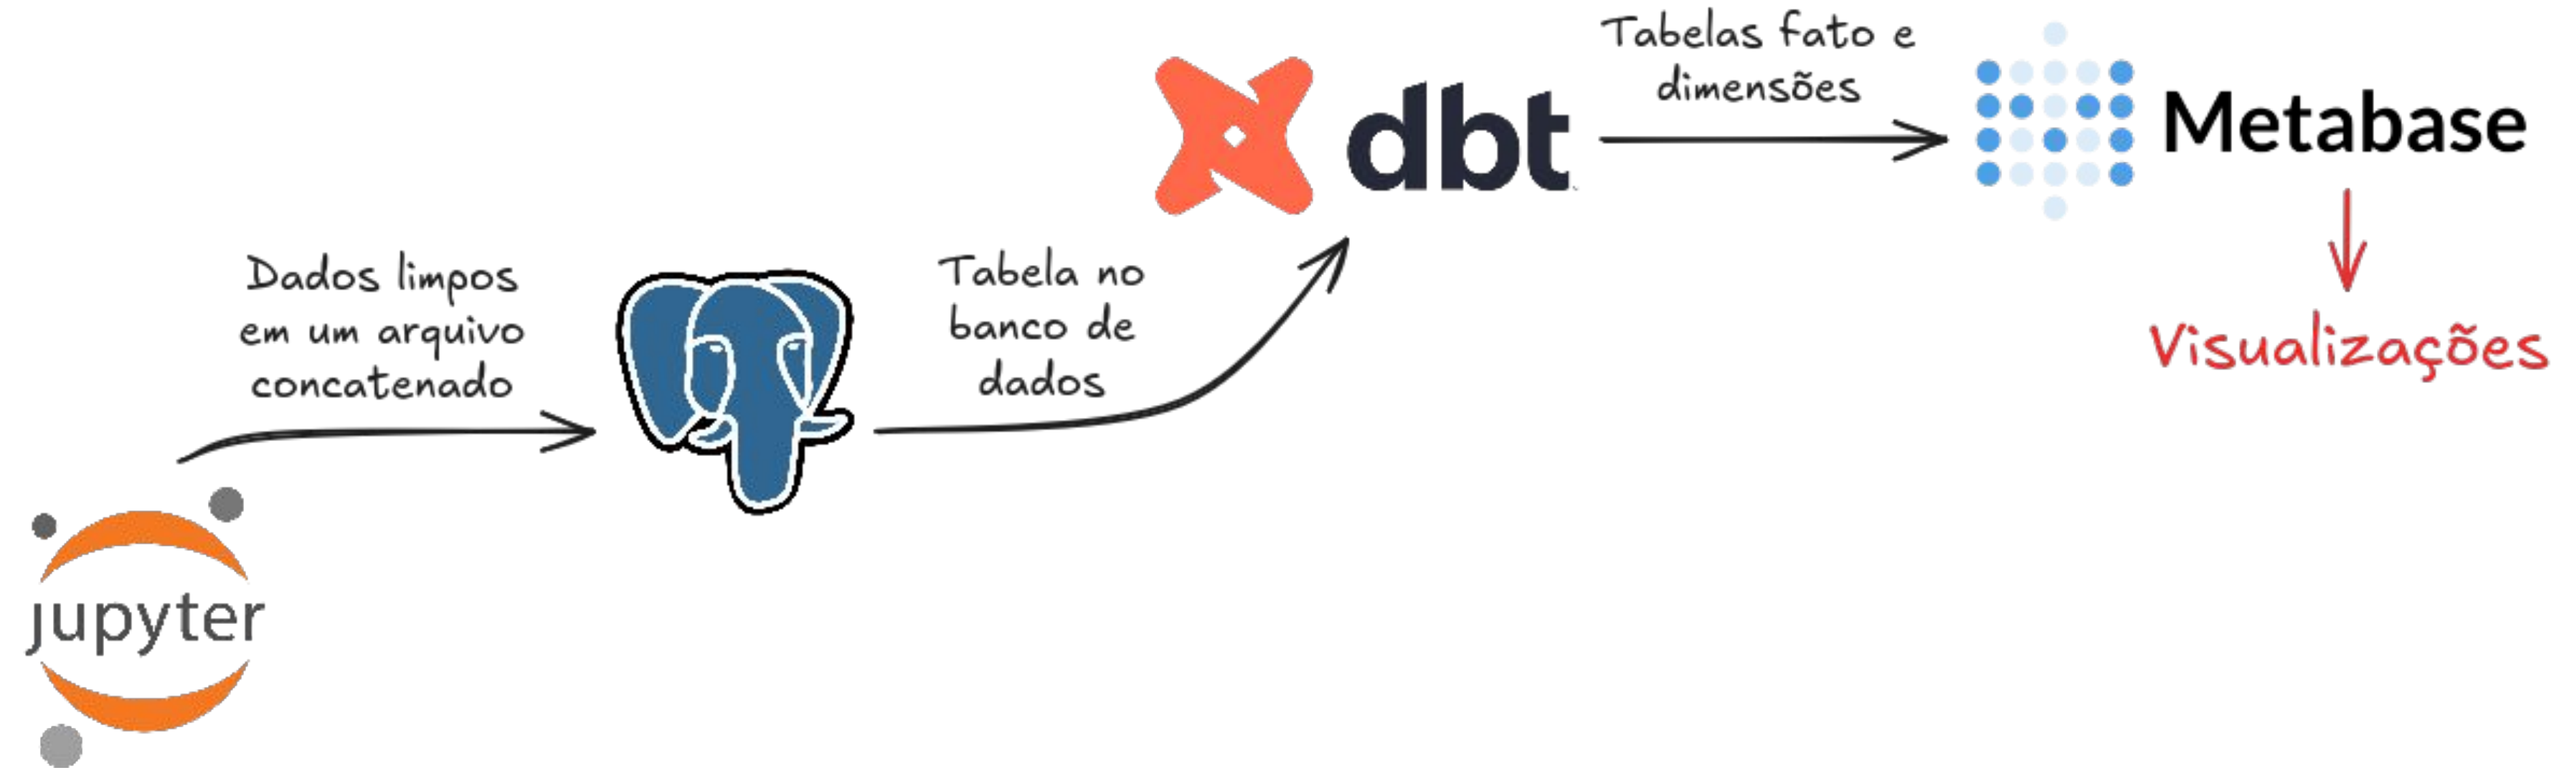 Dados limpos
em um arquivo
concatenado
jupyter
Tabela no
banco de
dados
dbt
Tabelas fato e
dimensões
Metabase
Visualizações